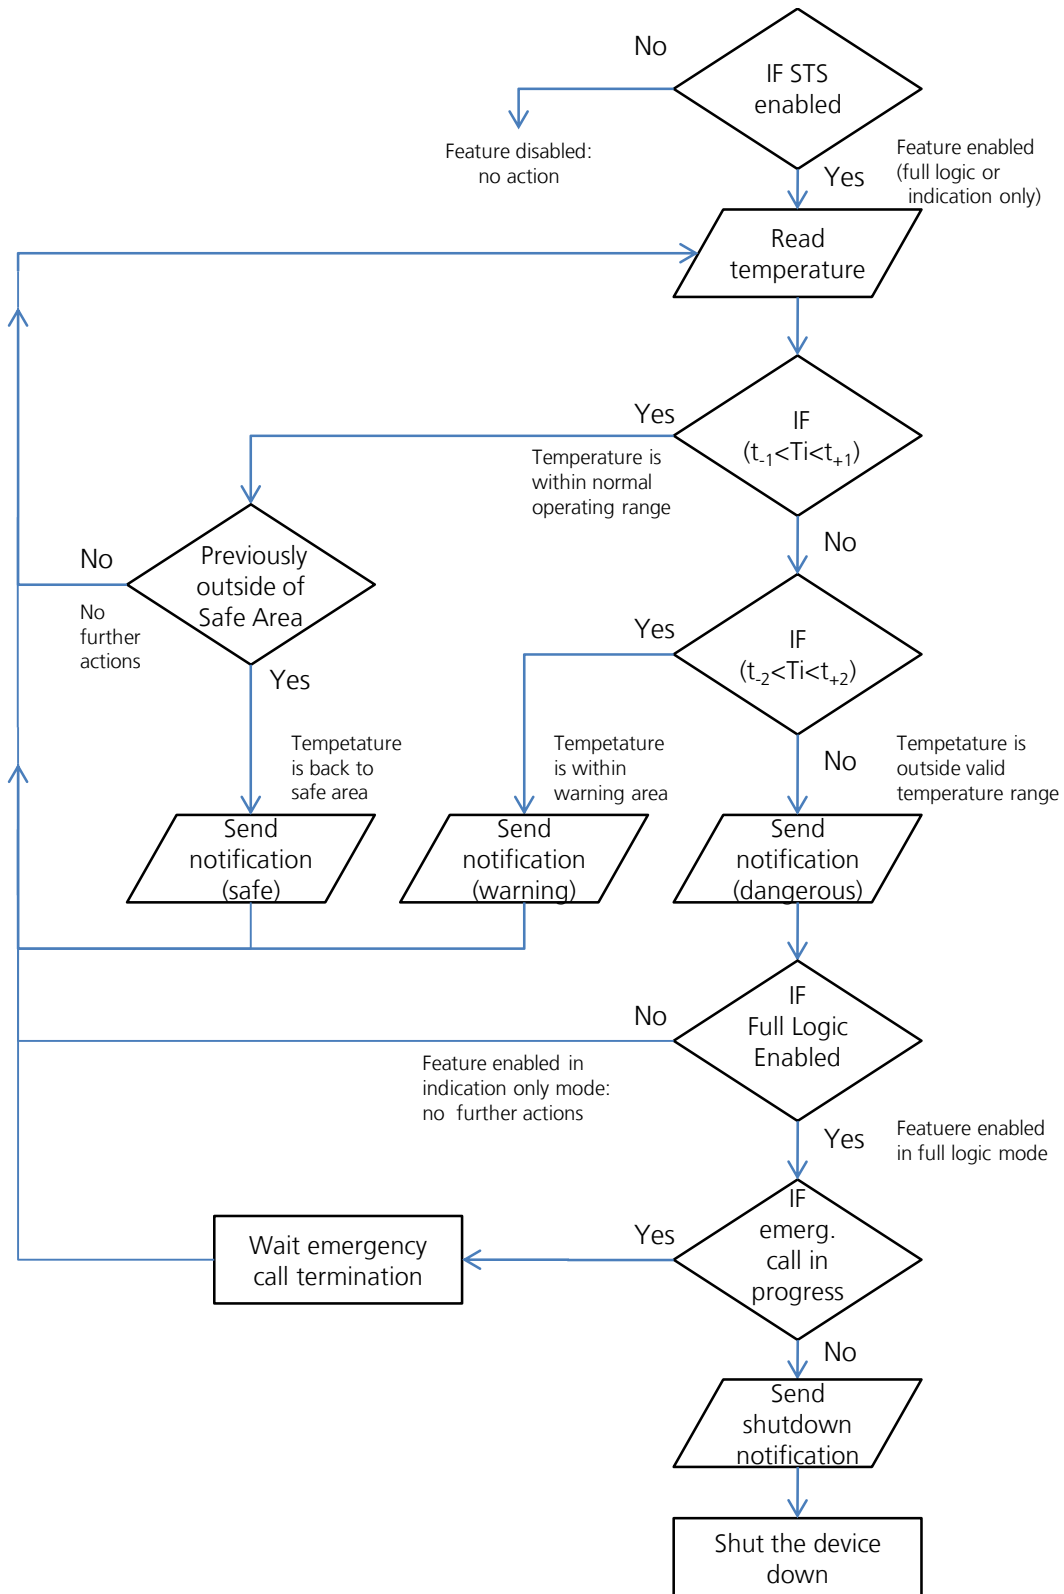 No
IF STS
enabled
Feature disabled:
no action
Feature enabled
(full logic or
indication only)
Yes
Read
temperature
Yes
IF
(t-1<Ti<t+1)
Temperature is
within normal
operating range
No
No
Previously
outside of
Safe Area
No
further
actions
Yes
Yes
IF
(t-2<Ti<t+2)
Tempetature
is back to
safe area
Tempetature
is within
warning area
No
Tempetature is
outside valid
temperature range
Send
notification
(safe)
Send
notification
(warning)
Send
notification
(dangerous)
No
IF
Full Logic
Enabled
Feature enabled in
indication only mode:
no further actions
Yes
Featuere enabled
in full logic mode
Wait emergency
call termination
Yes
IF
emerg.
call in
progress
No
Send
shutdown
notification
Shut the device
down